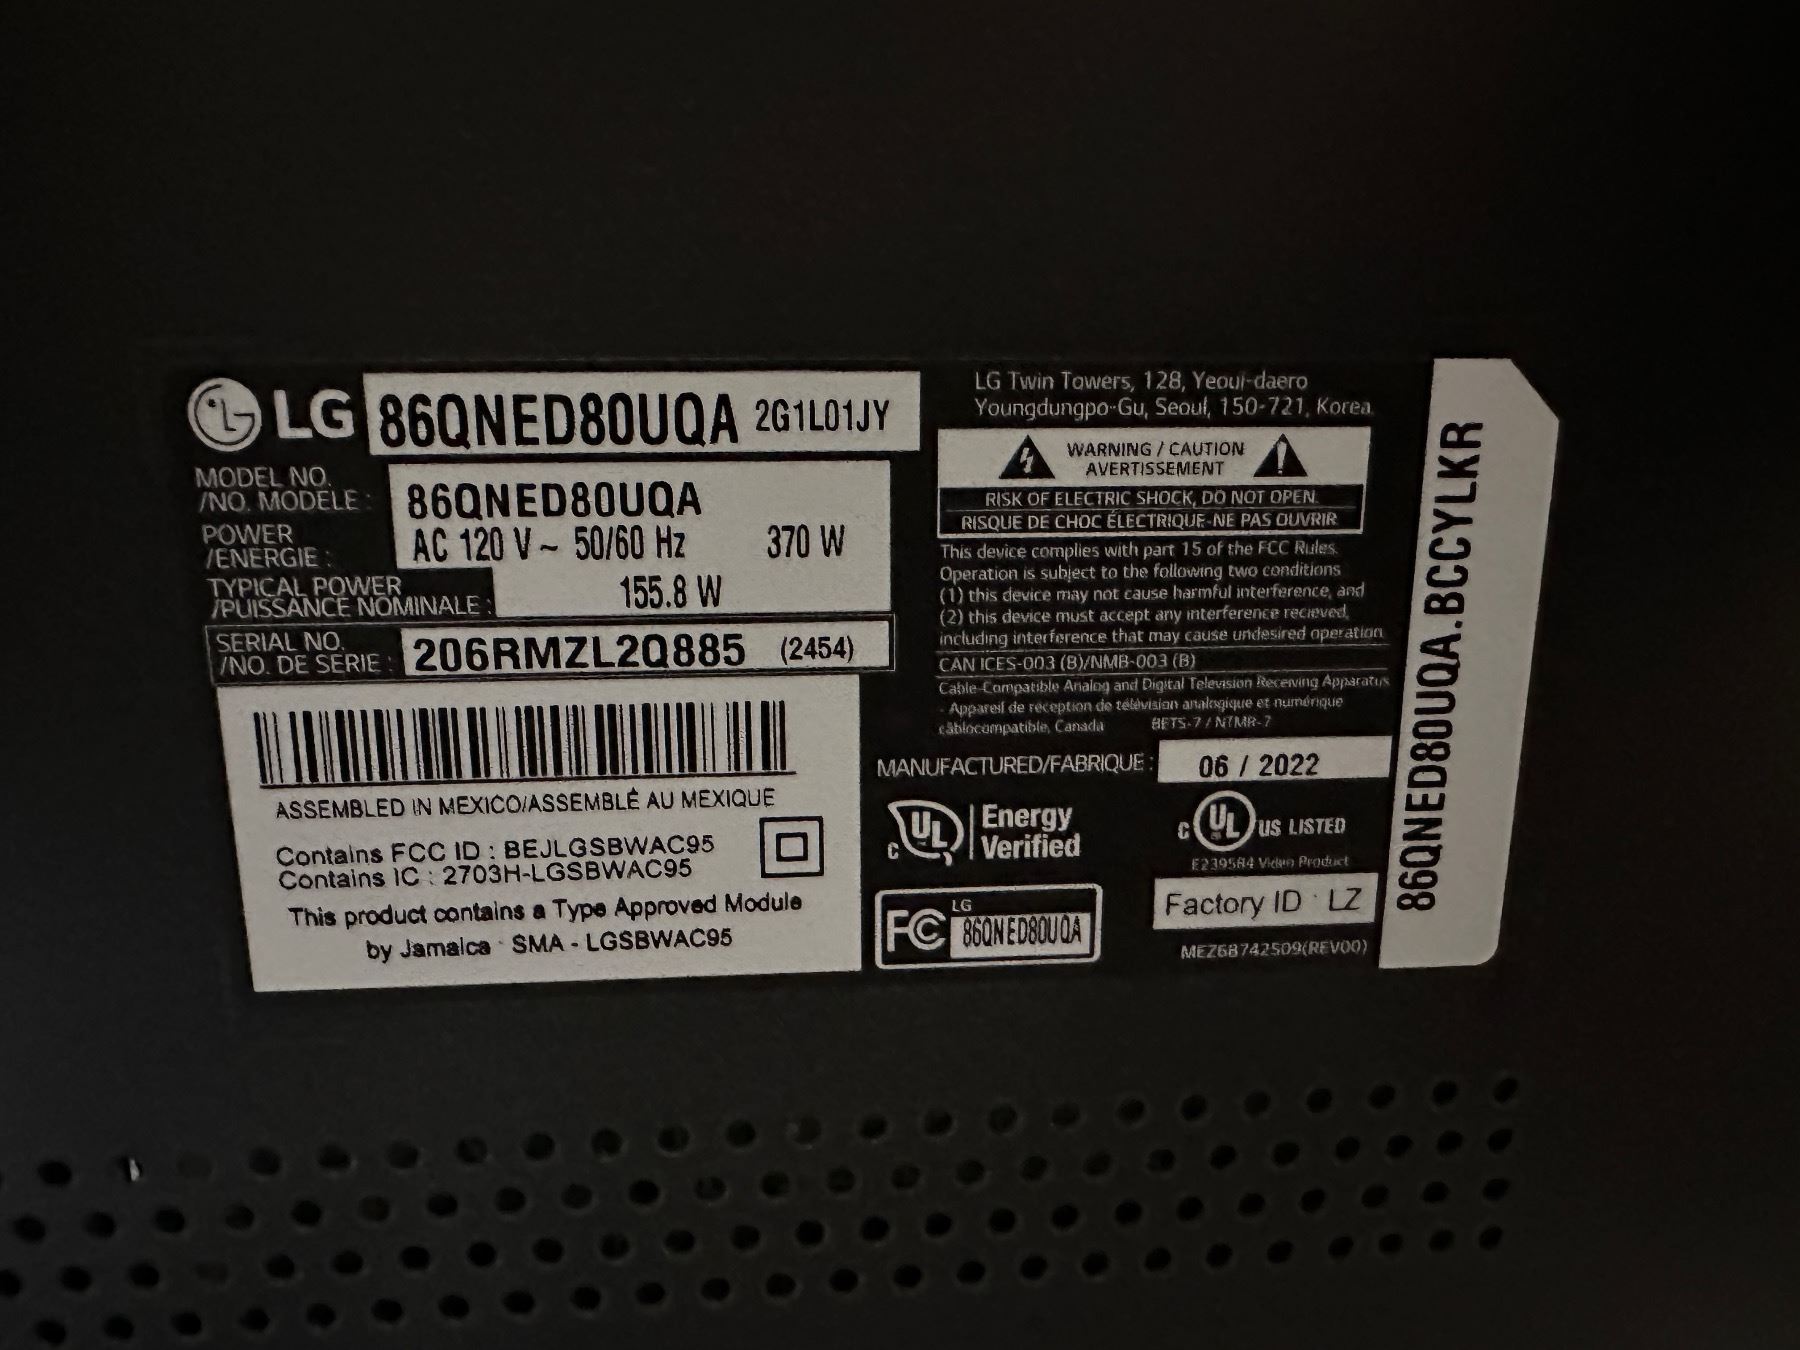 LG 86QNED80UQA 2G1L01JY
MODEL NO.
/NO. MODELE : 86QNED80UQA
POWER
/ENERGIE : AC 120 V ~ 50/60 Hz 370 W
TYPICAL POWER
/PUISSANCE NOMINALE : 155.8 W
SERIAL NO.
/NO. DE SERIE : 206RMZL2Q885 (2454)
ASSEMBLED IN MEXICO/ASSEMBLÉ AU MEXIQUE
Contains FCC ID : BEJLGSBWAC95
Contains IC : 2703H-LGSBWAC95
This product contains a Type Approved Module
by Jamaica : SMA - LGSBWAC95
LG Twin Towers, 128, Yeoui-daero
Youngdungpo-Gu, Seoul, 150-721, Korea
WARNING / CAUTION
AVERTISSEMENT
RISK OF ELECTRIC SHOCK, DO NOT OPEN.
RISQUE DE CHOC ÉLECTRIQUE-NE PAS OUVRIR
This device complies with part 15 of the FCC Rules.
Operation is subject to the following two conditions
(1) this device may not cause harmful interference, and
(2) this device must accept any interference recieved,
including interference that may cause undesired operation
CAN ICES-003 (B)/NMB-003 (B)
Cable-Compatible Analog and Digital Television Receiving Apparatus
- Appareil de réception de télévision analogique et numérique
câblocompatible, Canada BETS-7 / NTMR-7
MANUFACTURED/FABRIQUE : 06 / 2022
C UL Energy
Verified
C UL US LISTED
E239584 Video Product
FC LG
86QNED80UQA
Factory ID : LZ
MEZ68742509(REV00)
86QNED80UQA.BCCYLKR